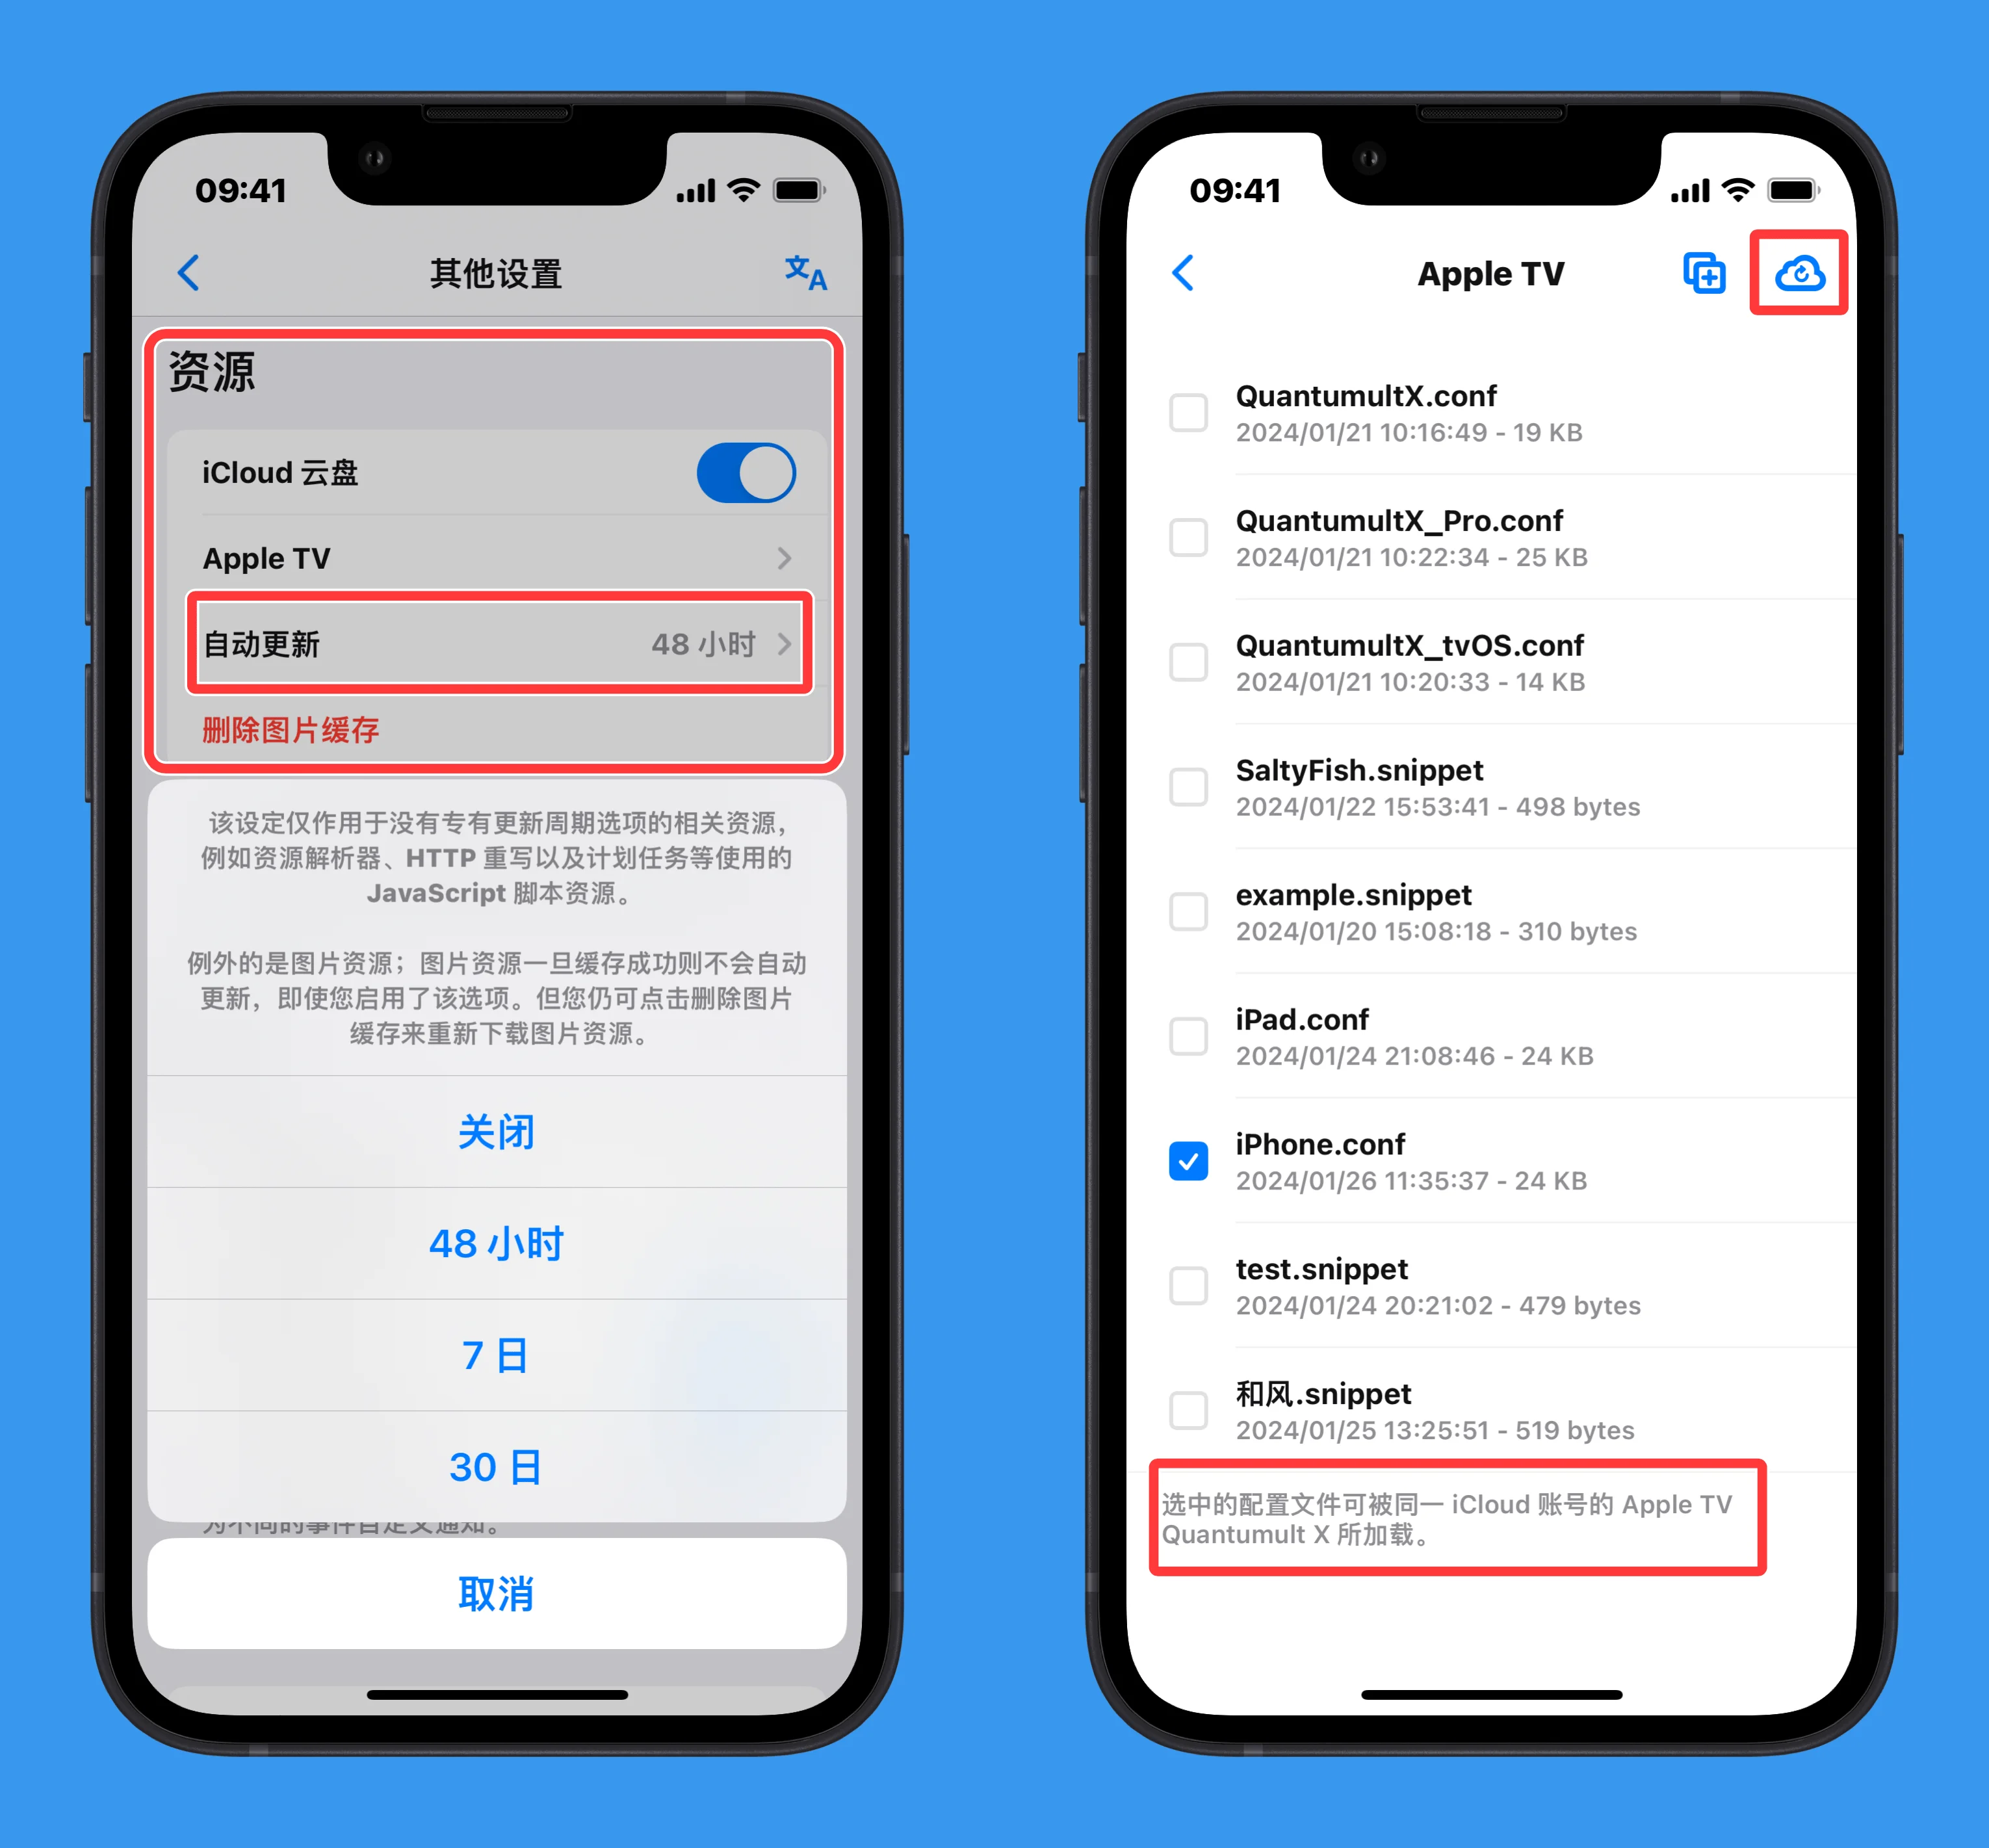 09:41
其他设置
文A
资源
iCloud 云盘
Apple TV
自动更新
48 小时
删除图片缓存
该设定仅作用于没有专有更新周期选项的相关资源，
例如资源解析器、HTTP 重写以及计划任务等使用的
JavaScript 脚本资源。
例外的是图片资源；图片资源一旦缓存成功则不会自动
更新，即使您启用了该选项。但您仍可点击删除图片
缓存来重新下载图片资源。
关闭
48 小时
7 日
30 日
为不同的事件自定义通知。
取消
09:41
Apple TV
QuantumultX.conf
2024/01/21 10:16:49 - 19 KB
QuantumultX_Pro.conf
2024/01/21 10:22:34 - 25 KB
QuantumultX_tvOS.conf
2024/01/21 10:20:33 - 14 KB
SaltyFish.snippet
2024/01/22 15:53:41 - 498 bytes
example.snippet
2024/01/20 15:08:18 - 310 bytes
iPad.conf
2024/01/24 21:08:46 - 24 KB
iPhone.conf
2024/01/26 11:35:37 - 24 KB
test.snippet
2024/01/24 20:21:02 - 479 bytes
和风.snippet
2024/01/25 13:25:51 - 519 bytes
选中的配置文件可被同一 iCloud 账号的 Apple TV
Quantumult X 所加载。